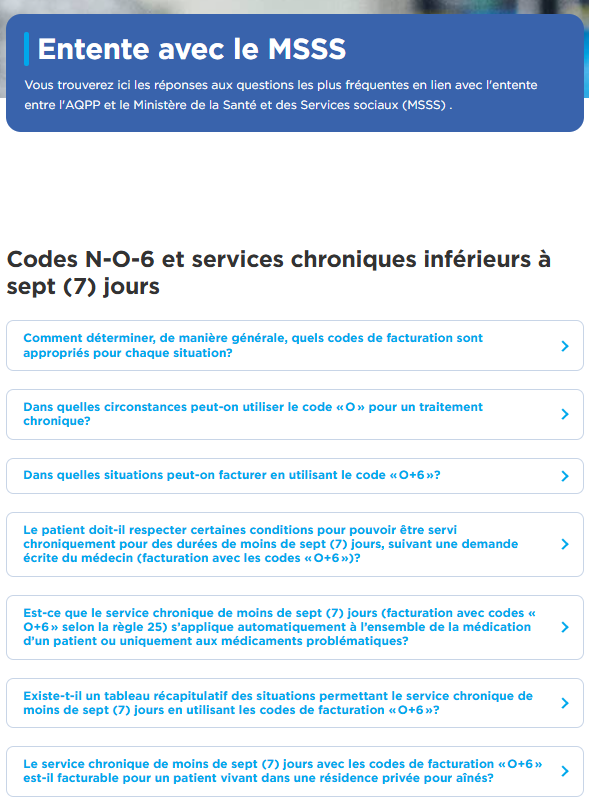 Entente avec le MSSS
Vous trouverez ici les réponses aux questions les plus fréquentes en lien avec l'entente
entre l'AQPP et le Ministère de la Santé et des Services sociaux (MSSS) .
Codes N-O-6 et services chroniques inférieurs à
sept (7) jours
Comment déterminer, de manière générale, quels codes de facturation sont
appropriés pour chaque situation?
Dans quelles circonstances peut-on utiliser le code « O » pour un traitement
chronique?
Dans quelles situations peut-on facturer en utilisant le code « O+6 »?
Le patient doit-il respecter certaines conditions pour pouvoir être servi
chroniquement pour des durées de moins de sept (7) jours, suivant une demande
écrite du médecin (facturation avec les codes « O+6 »)?
Est-ce que le service chronique de moins de sept (7) jours (facturation avec codes «
O+6 » selon la règle 25) s'applique automatiquement à l'ensemble de la médication
d'un patient ou uniquement aux médicaments problématiques?
Existe-t-il un tableau récapitulatif des situations permettant le service chronique de
moins de sept (7) jours en utilisant les codes de facturation « O+6 »?
Le service chronique de moins de sept (7) jours avec les codes de facturation « O+6 »
est-il facturable pour un patient vivant dans une résidence privée pour aînés?